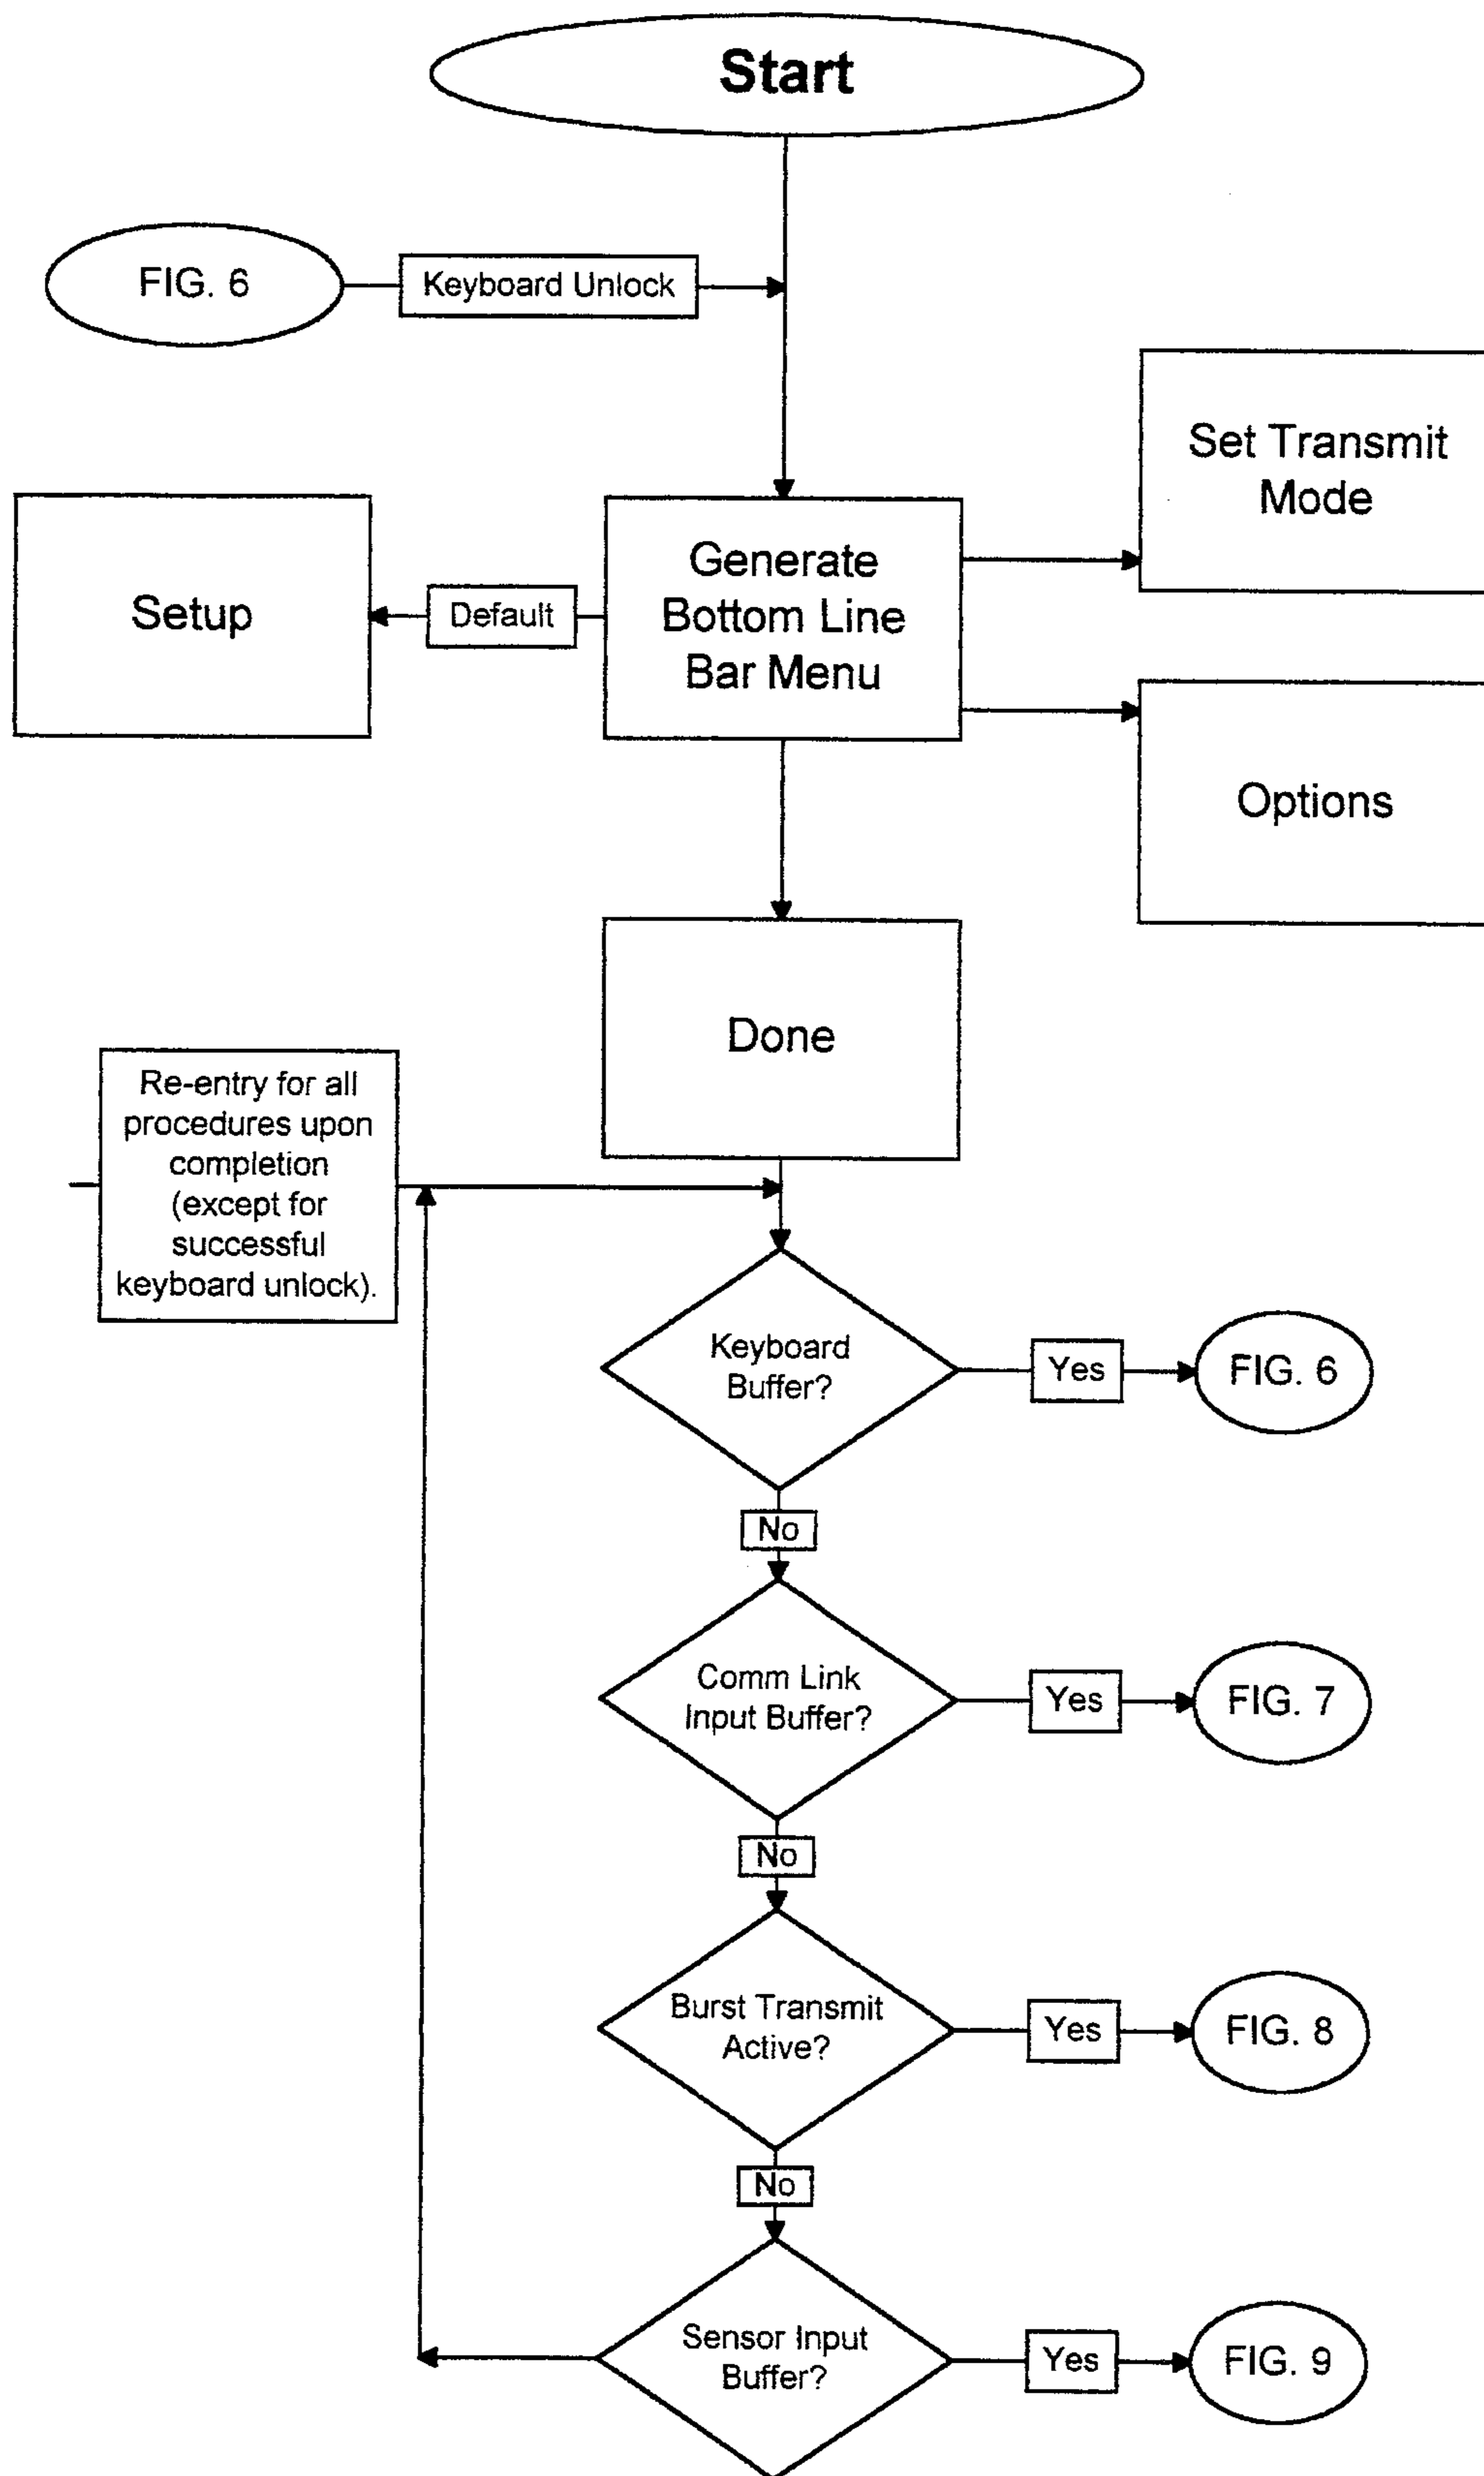 Start
FIG. 6
Keyboard Unlock
Set Transmit
Mode
Setup
Default
Generate
Bottom Line
Bar Menu
Options
Done
Re-entry for all
procedures upon
completion
(except for
successful
keyboard unlock).
Keyboard
Buffer?
Yes
FIG. 6
No
Comm Link
Input Buffer?
Yes
FIG. 7
No
Burst Transmit
Active?
Yes
FIG. 8
No
Sensor Input
Buffer?
Yes
FIG. 9